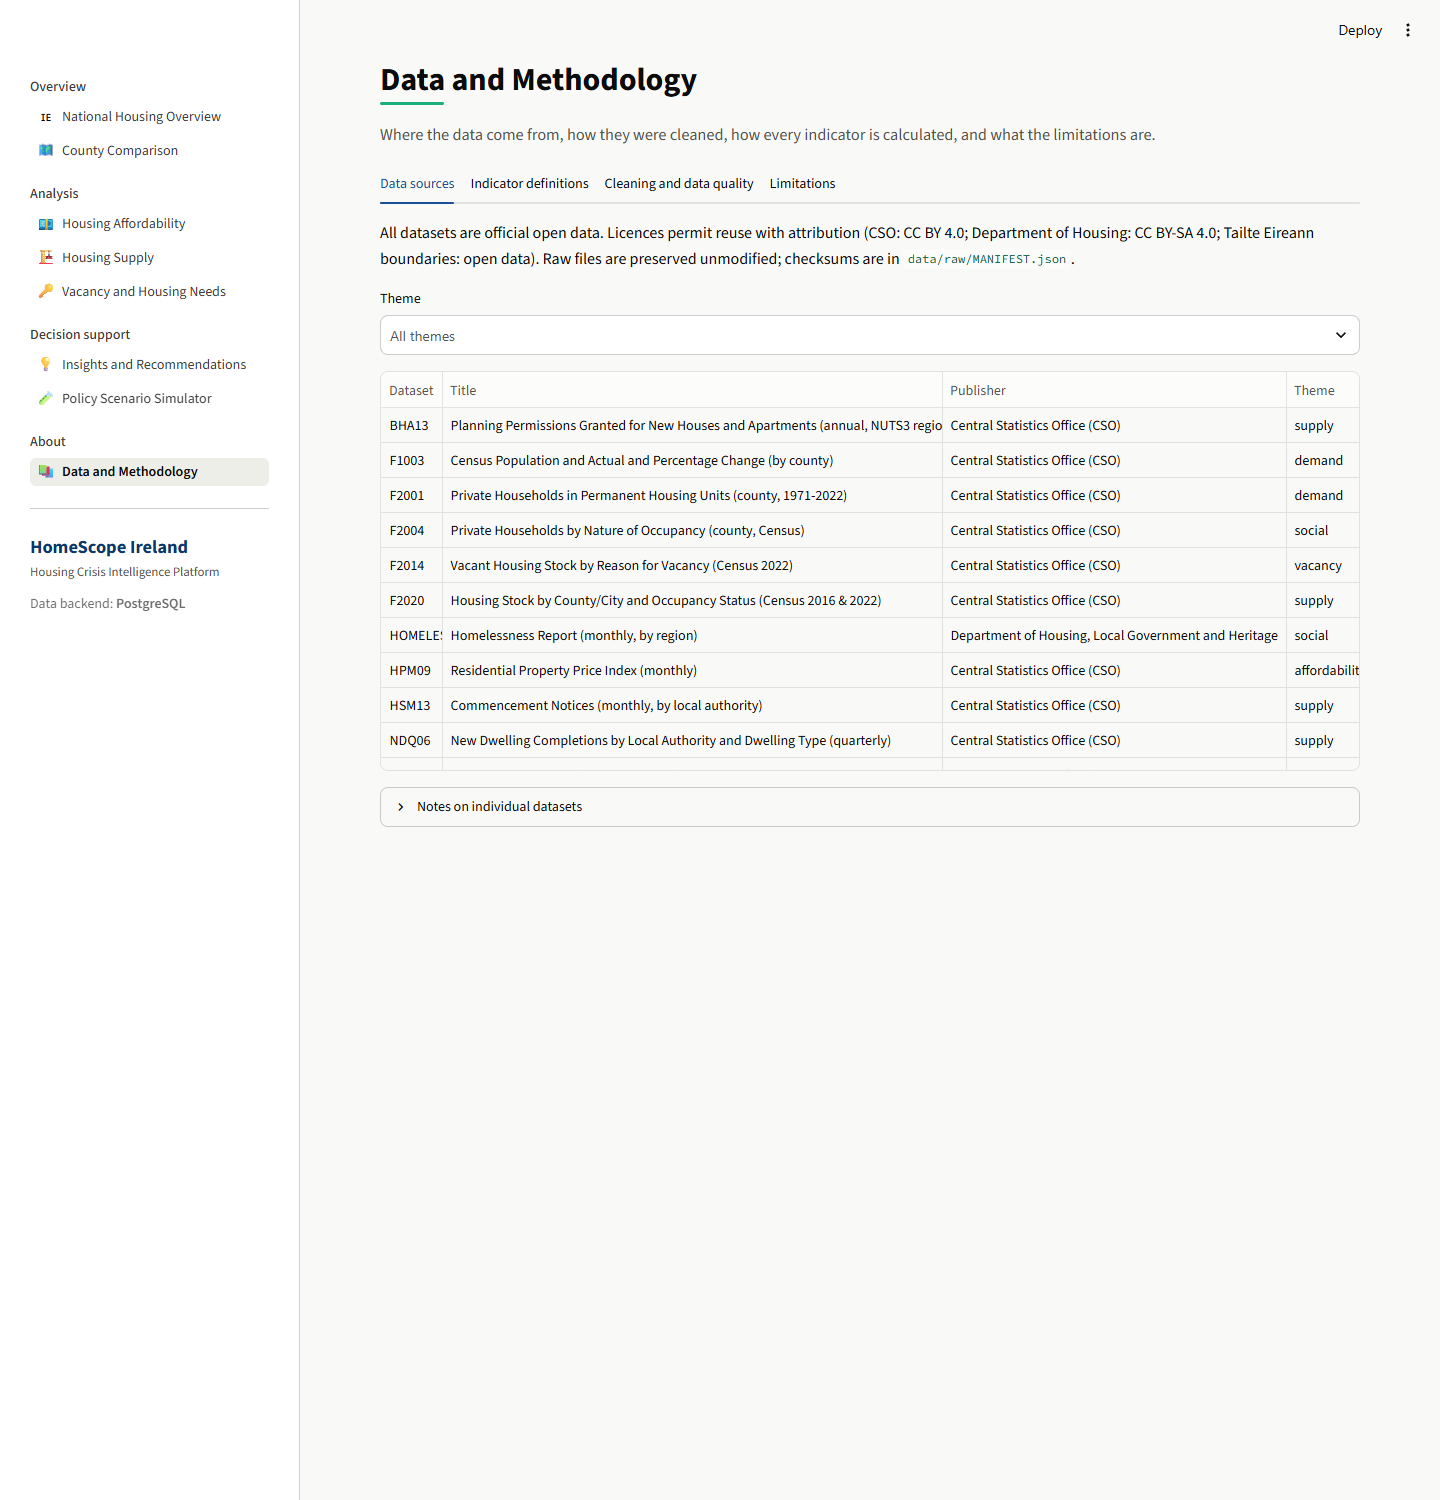 Deploy
Overview
IE National Housing Overview
County Comparison
Analysis
Housing Affordability
Housing Supply
Vacancy and Housing Needs
Decision support
Insights and Recommendations
Policy Scenario Simulator
About
Data and Methodology
HomeScope Ireland
Housing Crisis Intelligence Platform
Data backend: PostgreSQL
Data and Methodology
Where the data come from, how they were cleaned, how every indicator is calculated, and what the limitations are.
Data sources Indicator definitions Cleaning and data quality Limitations
All datasets are official open data. Licences permit reuse with attribution (CSO: CC BY 4.0; Department of Housing: CC BY-SA 4.0; Tailte Eireann
boundaries: open data). Raw files are preserved unmodified; checksums are in data/raw/MANIFEST.json .
Theme
All themes
Dataset Title Publisher Theme
BHA13 Planning Permissions Granted for New Houses and Apartments (annual, NUTS3 regio Central Statistics Office (CSO) supply
F1003 Census Population and Actual and Percentage Change (by county) Central Statistics Office (CSO) demand
F2001 Private Households in Permanent Housing Units (county, 1971-2022) Central Statistics Office (CSO) demand
F2004 Private Households by Nature of Occupancy (county, Census) Central Statistics Office (CSO) social
F2014 Vacant Housing Stock by Reason for Vacancy (Census 2022) Central Statistics Office (CSO) vacancy
F2020 Housing Stock by County/City and Occupancy Status (Census 2016 & 2022) Central Statistics Office (CSO) supply
HOMELES Homelessness Report (monthly, by region) Department of Housing, Local Government and Heritage social
HPM09 Residential Property Price Index (monthly) Central Statistics Office (CSO) affordabilit
HSM13 Commencement Notices (monthly, by local authority) Central Statistics Office (CSO) supply
NDQ06 New Dwelling Completions by Local Authority and Dwelling Type (quarterly) Central Statistics Office (CSO) supply
Notes on individual datasets